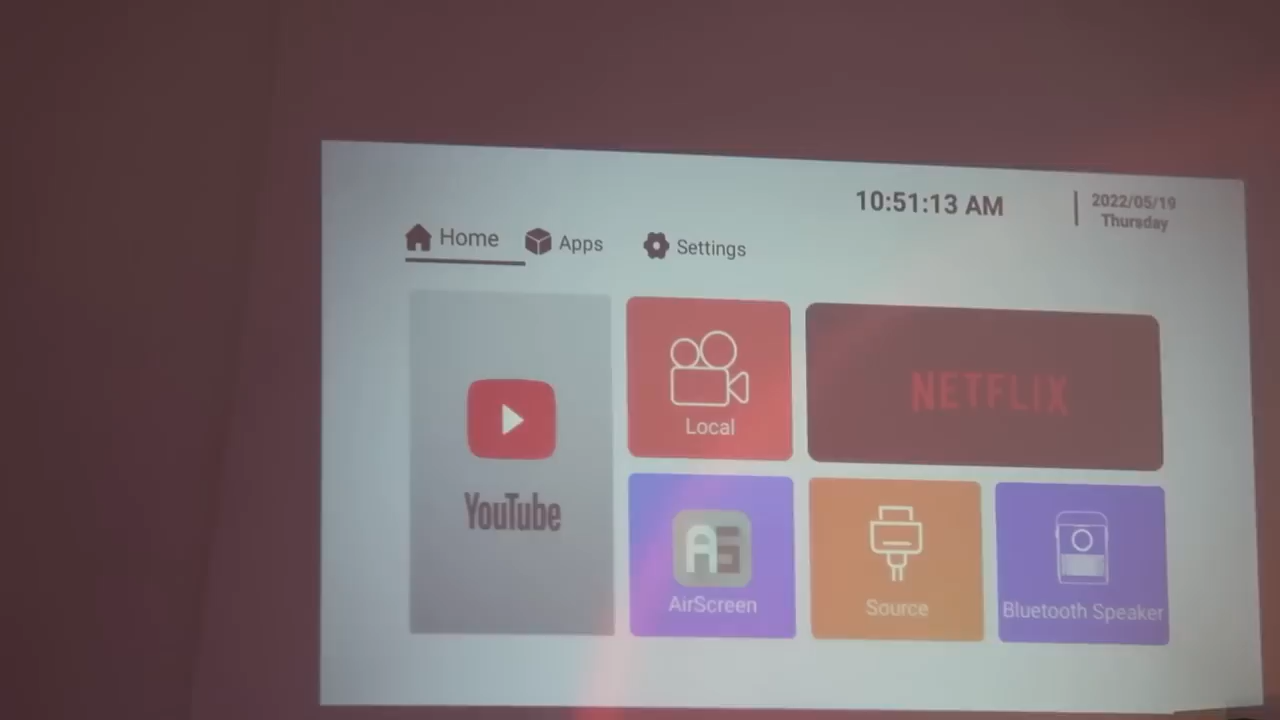 10:51:13 AM
2022/05/19
Thursday
Home
Apps
Settings
YouTube
Local
NETFLIX
AS
AirScreen
Source
Bluetooth Speaker